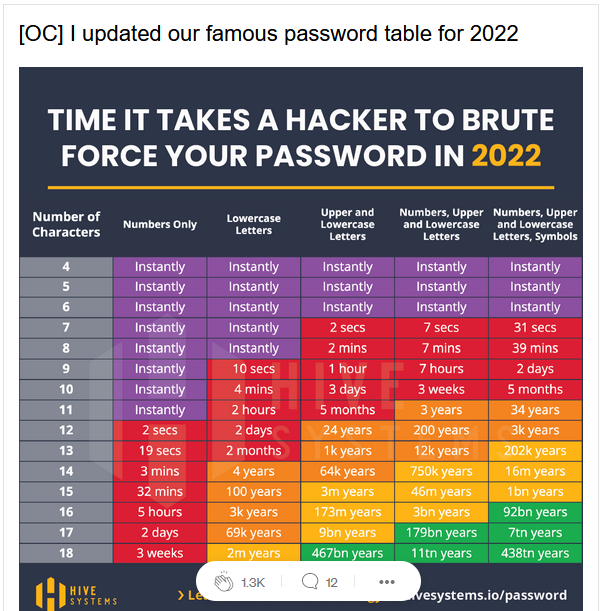 [OC] I updated our famous password table for 2022
TIME IT TAKES A HACKER TO BRUTE
FORCE YOUR PASSWORD IN 2022
Number of Characters Numbers Only Lowercase Letters Upper and Lowercase Letters Numbers, Upper and Lowercase Letters Numbers, Upper and Lowercase Letters, Symbols
4 Instantly Instantly Instantly Instantly Instantly
5 Instantly Instantly Instantly Instantly Instantly
6 Instantly Instantly Instantly Instantly Instantly
7 Instantly Instantly 2 secs 7 secs 31 secs
8 Instantly Instantly 2 mins 7 mins 39 mins
9 Instantly 10 secs 1 hour 7 hours 2 days
10 Instantly 4 mins 3 days 3 weeks 5 months
11 Instantly 2 hours 5 months 3 years 34 years
12 2 secs 2 days 24 years 200 years 3k years
13 19 secs 2 months 1k years 12k years 202k years
14 3 mins 4 years 64k years 750k years 16m years
15 32 mins 100 years 3m years 46m years 1bn years
16 5 hours 3k years 173m years 3bn years 92bn years
17 2 days 69k years 9bn years 179bn years 7tn years
18 3 weeks 2m years 467bn years 11tn years 438tn years
HIVE
SYSTEMS
HIVE
SYSTEMS
1.3K 12
ivesystems.io/password